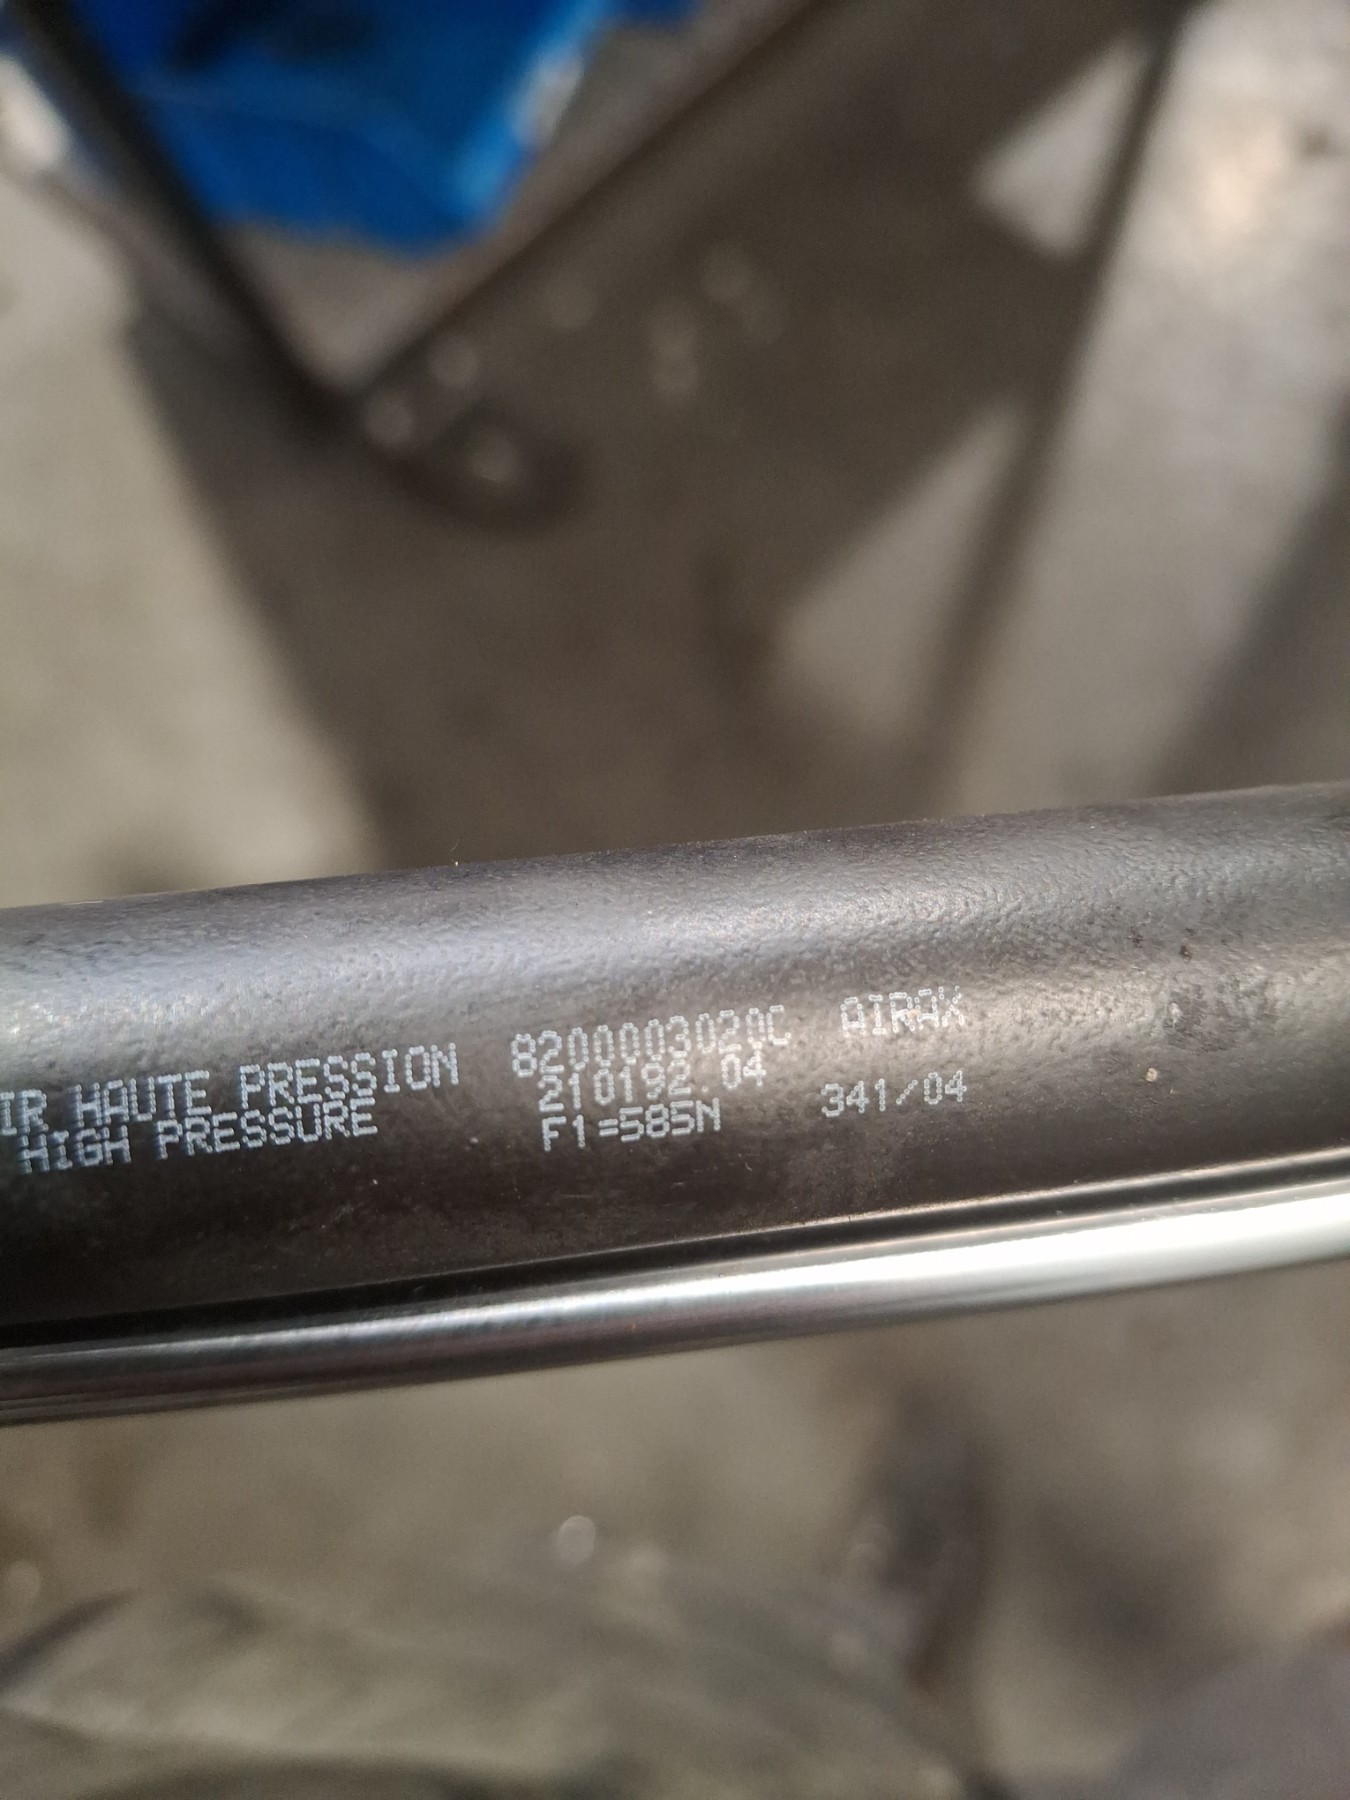 IR HAUTE PRESSION 8200003020C AIRAX
HIGH PRESSURE 210192.04
F1=585N 341/04